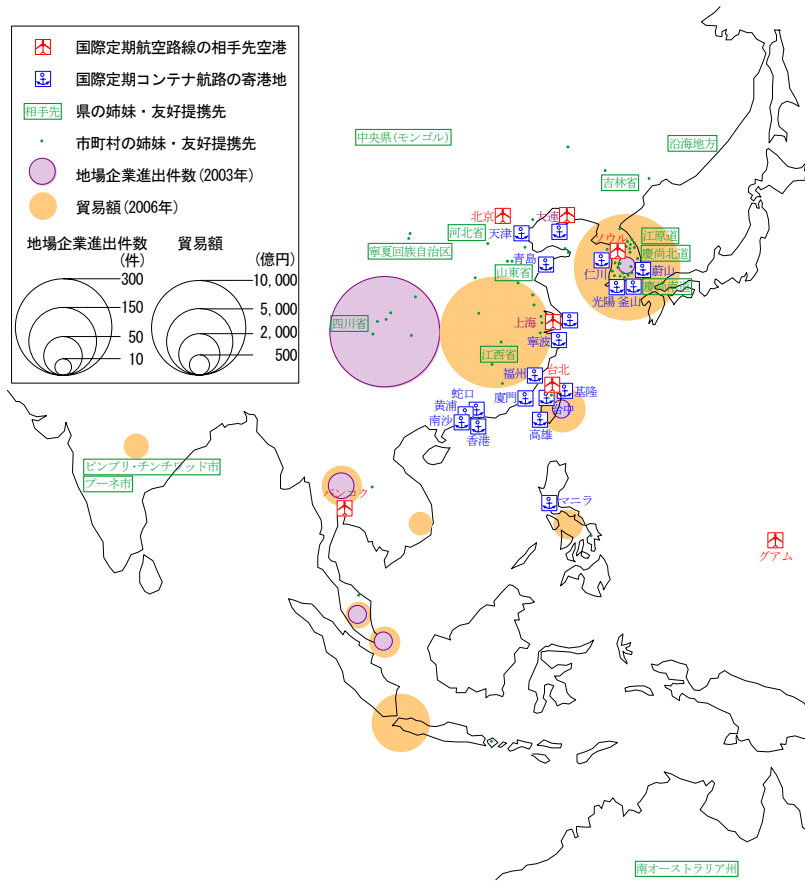 国際定期航空路線の相手先空港
国際定期コンテナ航路の寄港地
相手先 県の姉妹・友好提携先
市町村の姉妹・友好提携先
地場企業進出件数(2003年)
貿易額(2006年)
地場企業進出件数
(件)
300
150
50
10
貿易額
(億円)
10,000
5,000
2,000
500
中央県(モンゴル)
沿海地方
吉林省
北京
大連
河北省
天津
寧夏回族自治区
青島
山東省
ソウル
江原道
慶尚北道
仁川
蔚山
慶尚南道
光陽
釜山
四川省
上海
寧波
江西省
福州
台北
蛇口
厦門
基隆
黄浦
台中
南沙
高雄
香港
ピンプリ・チンチワッド市
プーネ市
バンコク
マニラ
グアム
南オーストラリア州